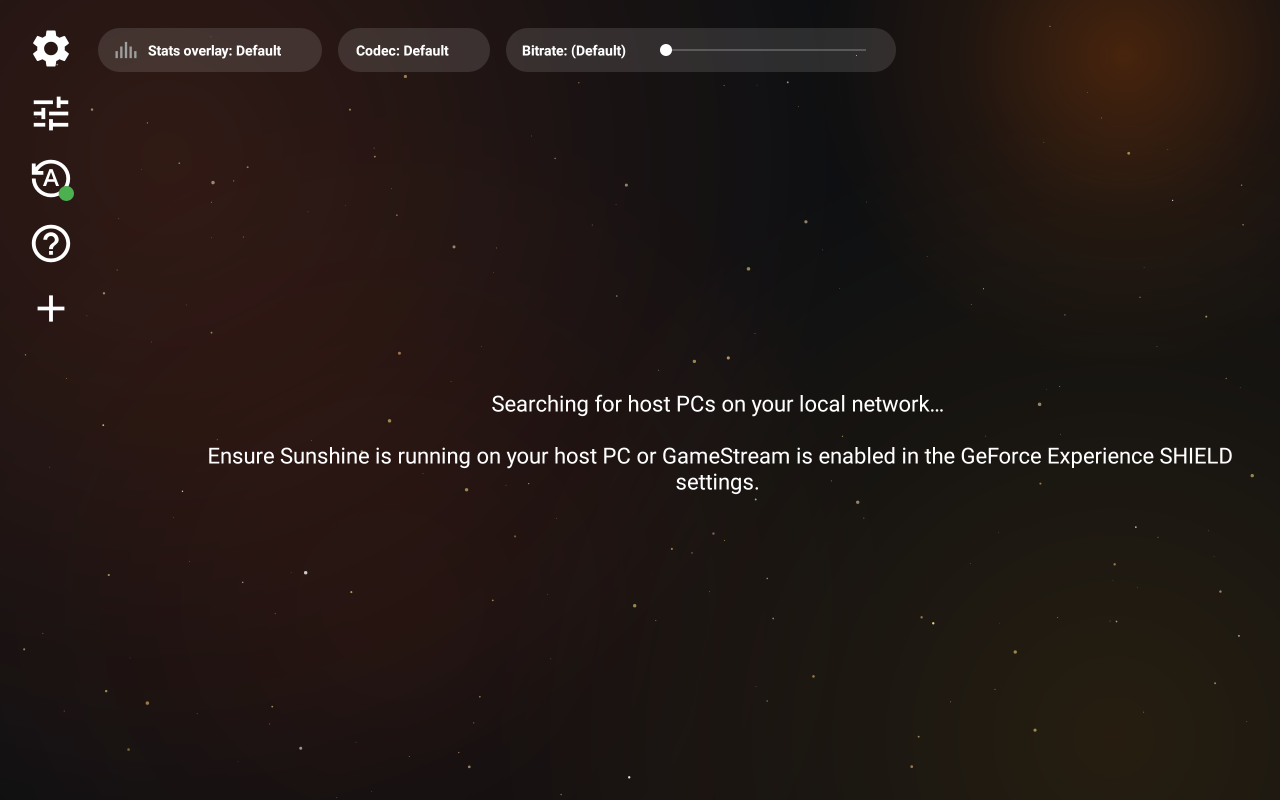 Stats overlay: Default
Codec: Default
Bitrate: (Default)
A
Searching for host PCs on your local network…
Ensure Sunshine is running on your host PC or GameStream is enabled in the GeForce Experience SHIELD
settings.